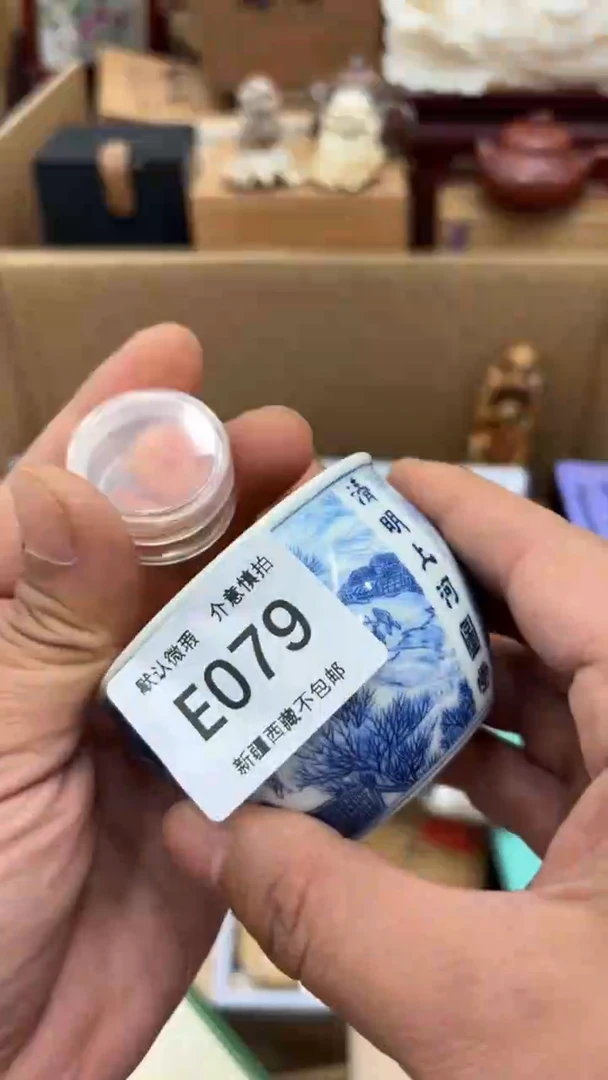 默认微瑕 介意慎拍
E079
新疆西藏不包邮
清明上河圖